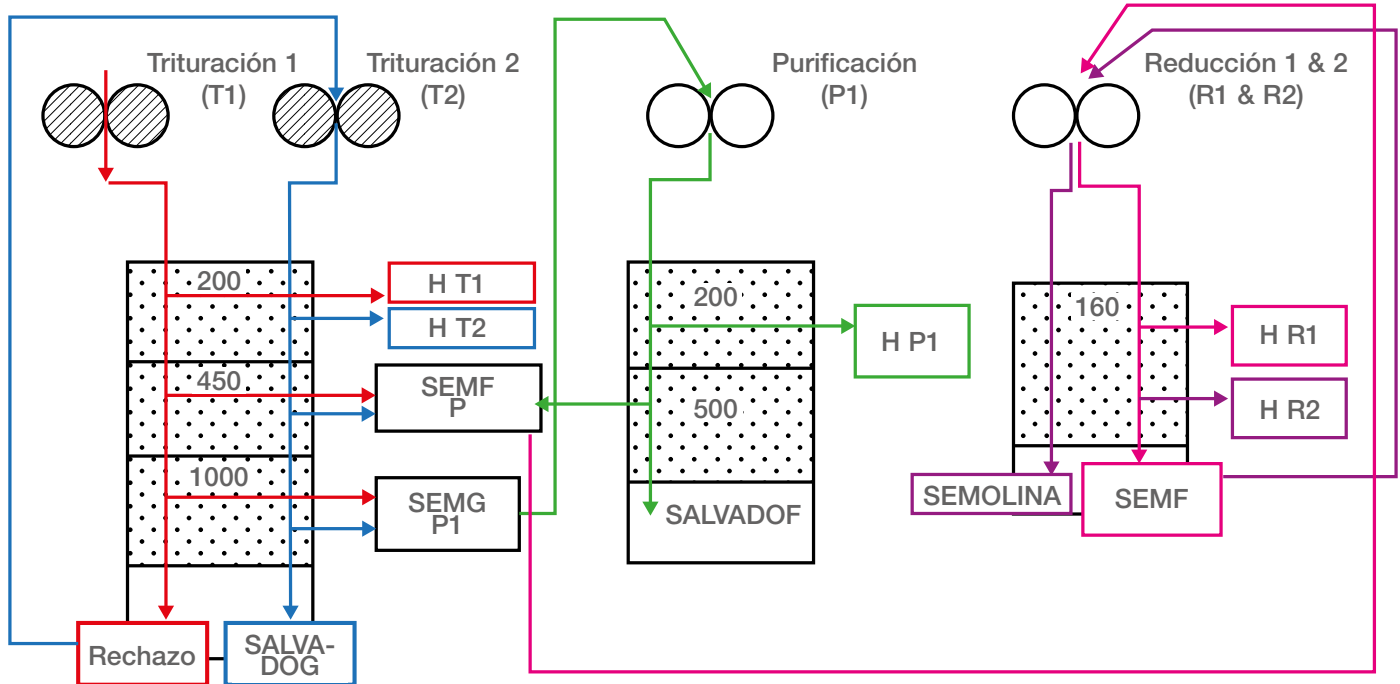 Trituración 1
(T1)
Trituración 2
(T2)
Purificación
(P1)
Reducción 1 & 2
(R1 & R2)
200
H T1
H T2
450
SEMF
P
1000
SEMG
P1
Rechazo
SALVA-
DOG
200
H P1
500
SALVADOF
160
H R1
H R2
SEMOLINA
SEMF